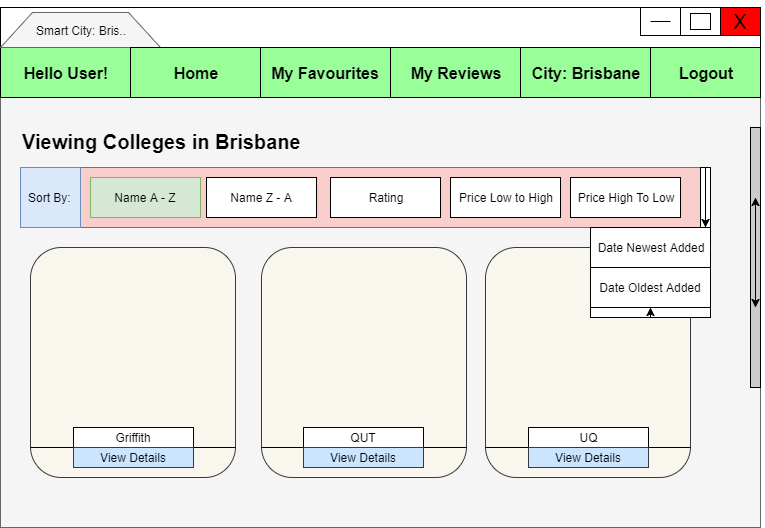 Smart City: Bris..
X
Hello User!
Home
My Favourites
My Reviews
City: Brisbane
Logout
Viewing Colleges in Brisbane
Sort By:
Name A - Z
Name Z - A
Rating
Price Low to High
Price High To Low
Date Newest Added
Date Oldest Added
Griffith
View Details
QUT
View Details
UQ
View Details